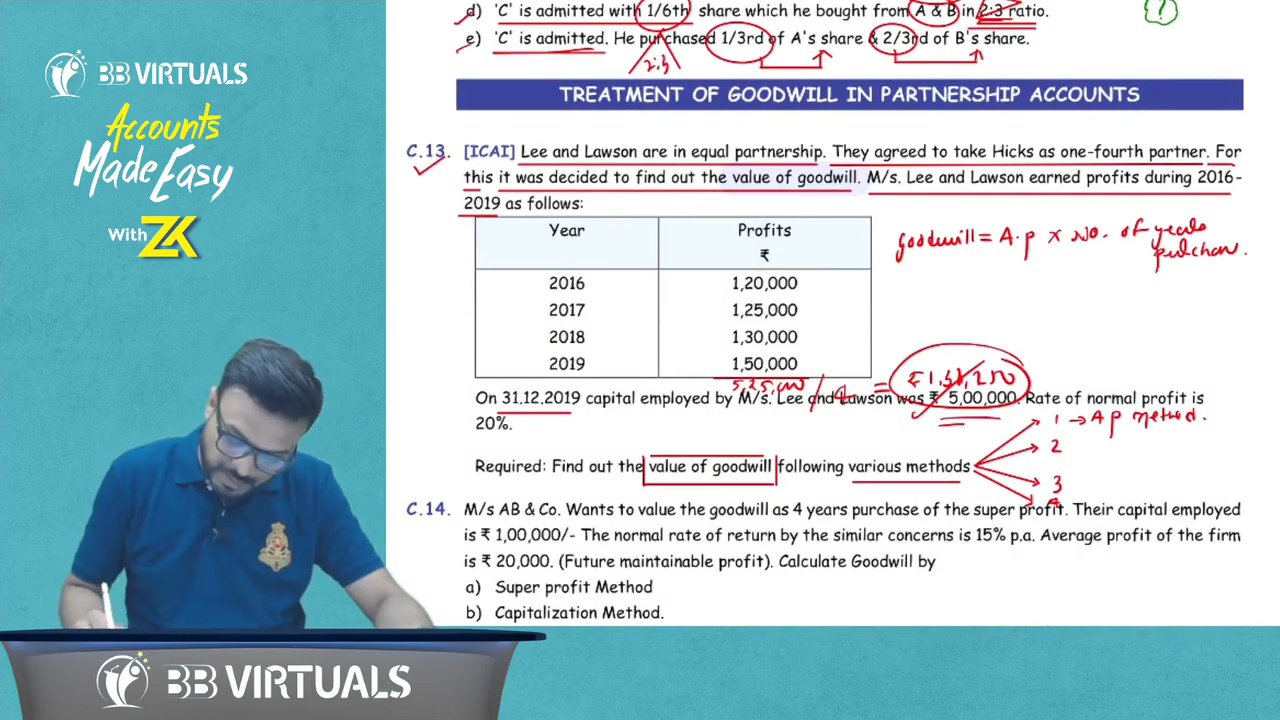 d) 'C' is admitted with 1/6th share which he bought from A & B in 2:3 ratio.
(?)
e) 'C' is admitted. He purchased 1/3rd of A's share & 2/3rd of B's share.
2:3
BB VIRTUALS
Accounts
Made Easy
With ZK
TREATMENT OF GOODWILL IN PARTNERSHIP ACCOUNTS
C.13. [ICAI] Lee and Lawson are in equal partnership. They agreed to take Hicks as one-fourth partner. For
this it was decided to find out the value of goodwill. M/s. Lee and Lawson earned profits during 2016-
2019 as follows:
Year Profits
₹
2016 1,20,000
2017 1,25,000
2018 1,30,000
2019 1,50,000
goodwill = A.p x No. of years
purchase.
5,25,000 / 4 = ₹1,31,250
On 31.12.2019 capital employed by M/s. Lee and Lawson was ₹ 5,00,000. Rate of normal profit is
20%.
1 → A p method.
2
3
4
Required: Find out the value of goodwill following various methods
C.14. M/s AB & Co. Wants to value the goodwill as 4 years purchase of the super profit. Their capital employed
is ₹ 1,00,000/- The normal rate of return by the similar concerns is 15% p.a. Average profit of the firm
is ₹ 20,000. (Future maintainable profit). Calculate Goodwill by
a) Super profit Method
b) Capitalization Method.
BB VIRTUALS